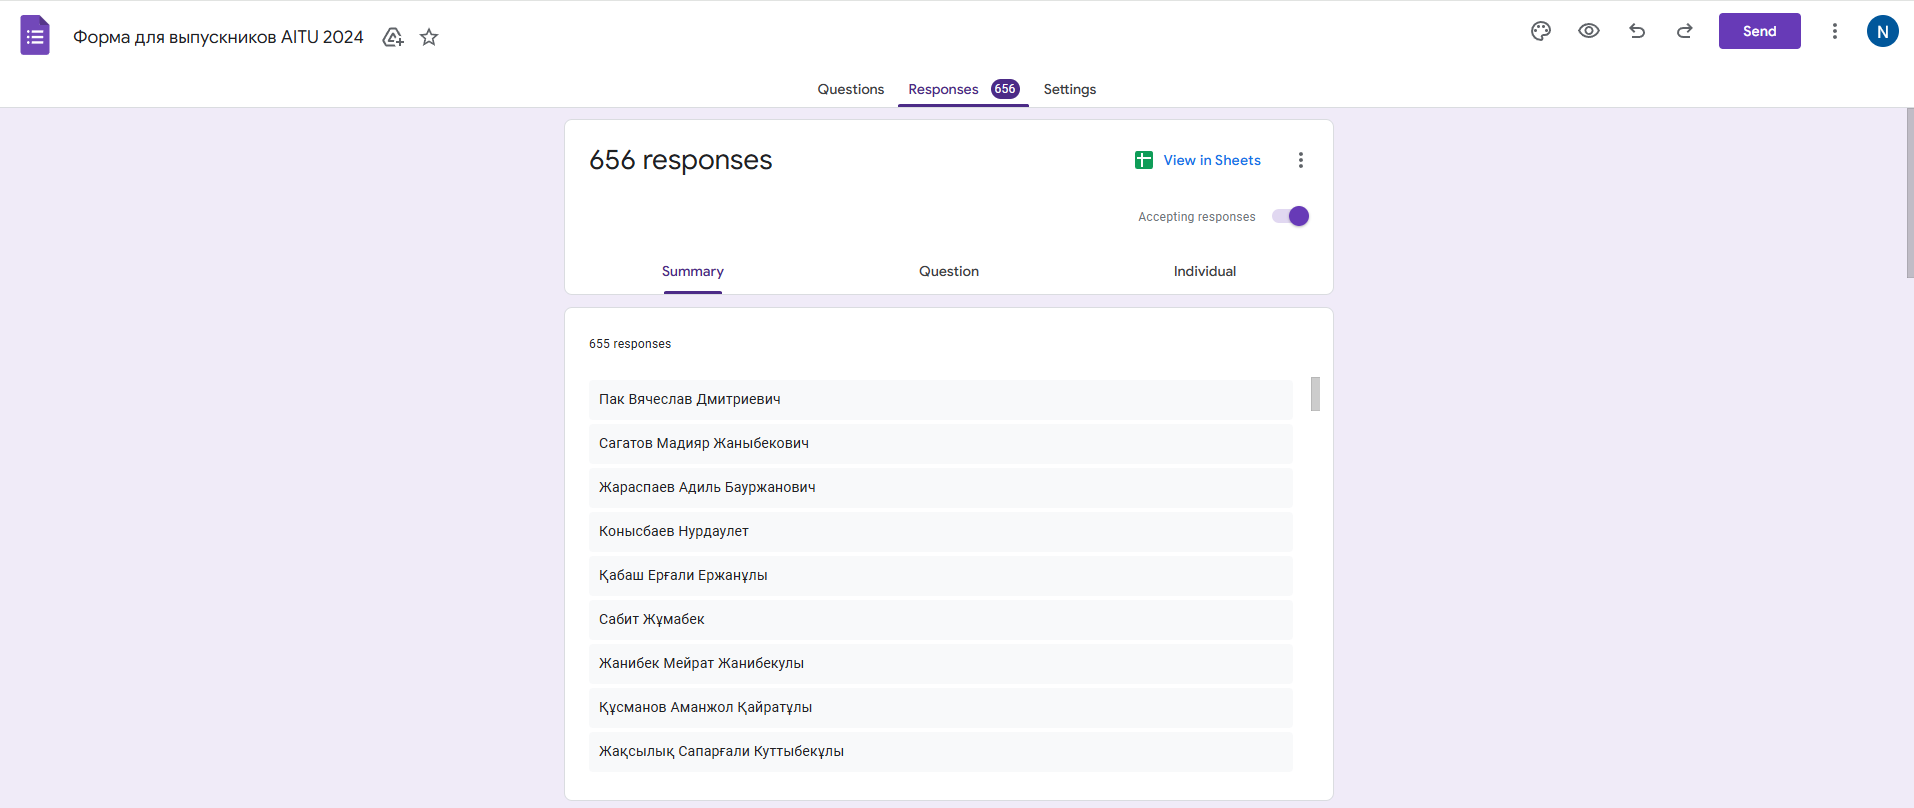 Форма для выпускников AITU 2024
Send
N
Questions
Responses 656
Settings
656 responses
View in Sheets
Accepting responses
Summary
Question
Individual
655 responses
Пак Вячеслав Дмитриевич
Сагатов Мадияр Жаныбекович
Жараспаев Адиль Бауржанович
Конысбаев Нурдаулет
Қабаш Ерғали Ержанұлы
Сабит Жұмабек
Жанибек Мейрат Жанибекулы
Құсманов Аманжол Қайратұлы
Жақсылық Сапарғали Куттыбекұлы